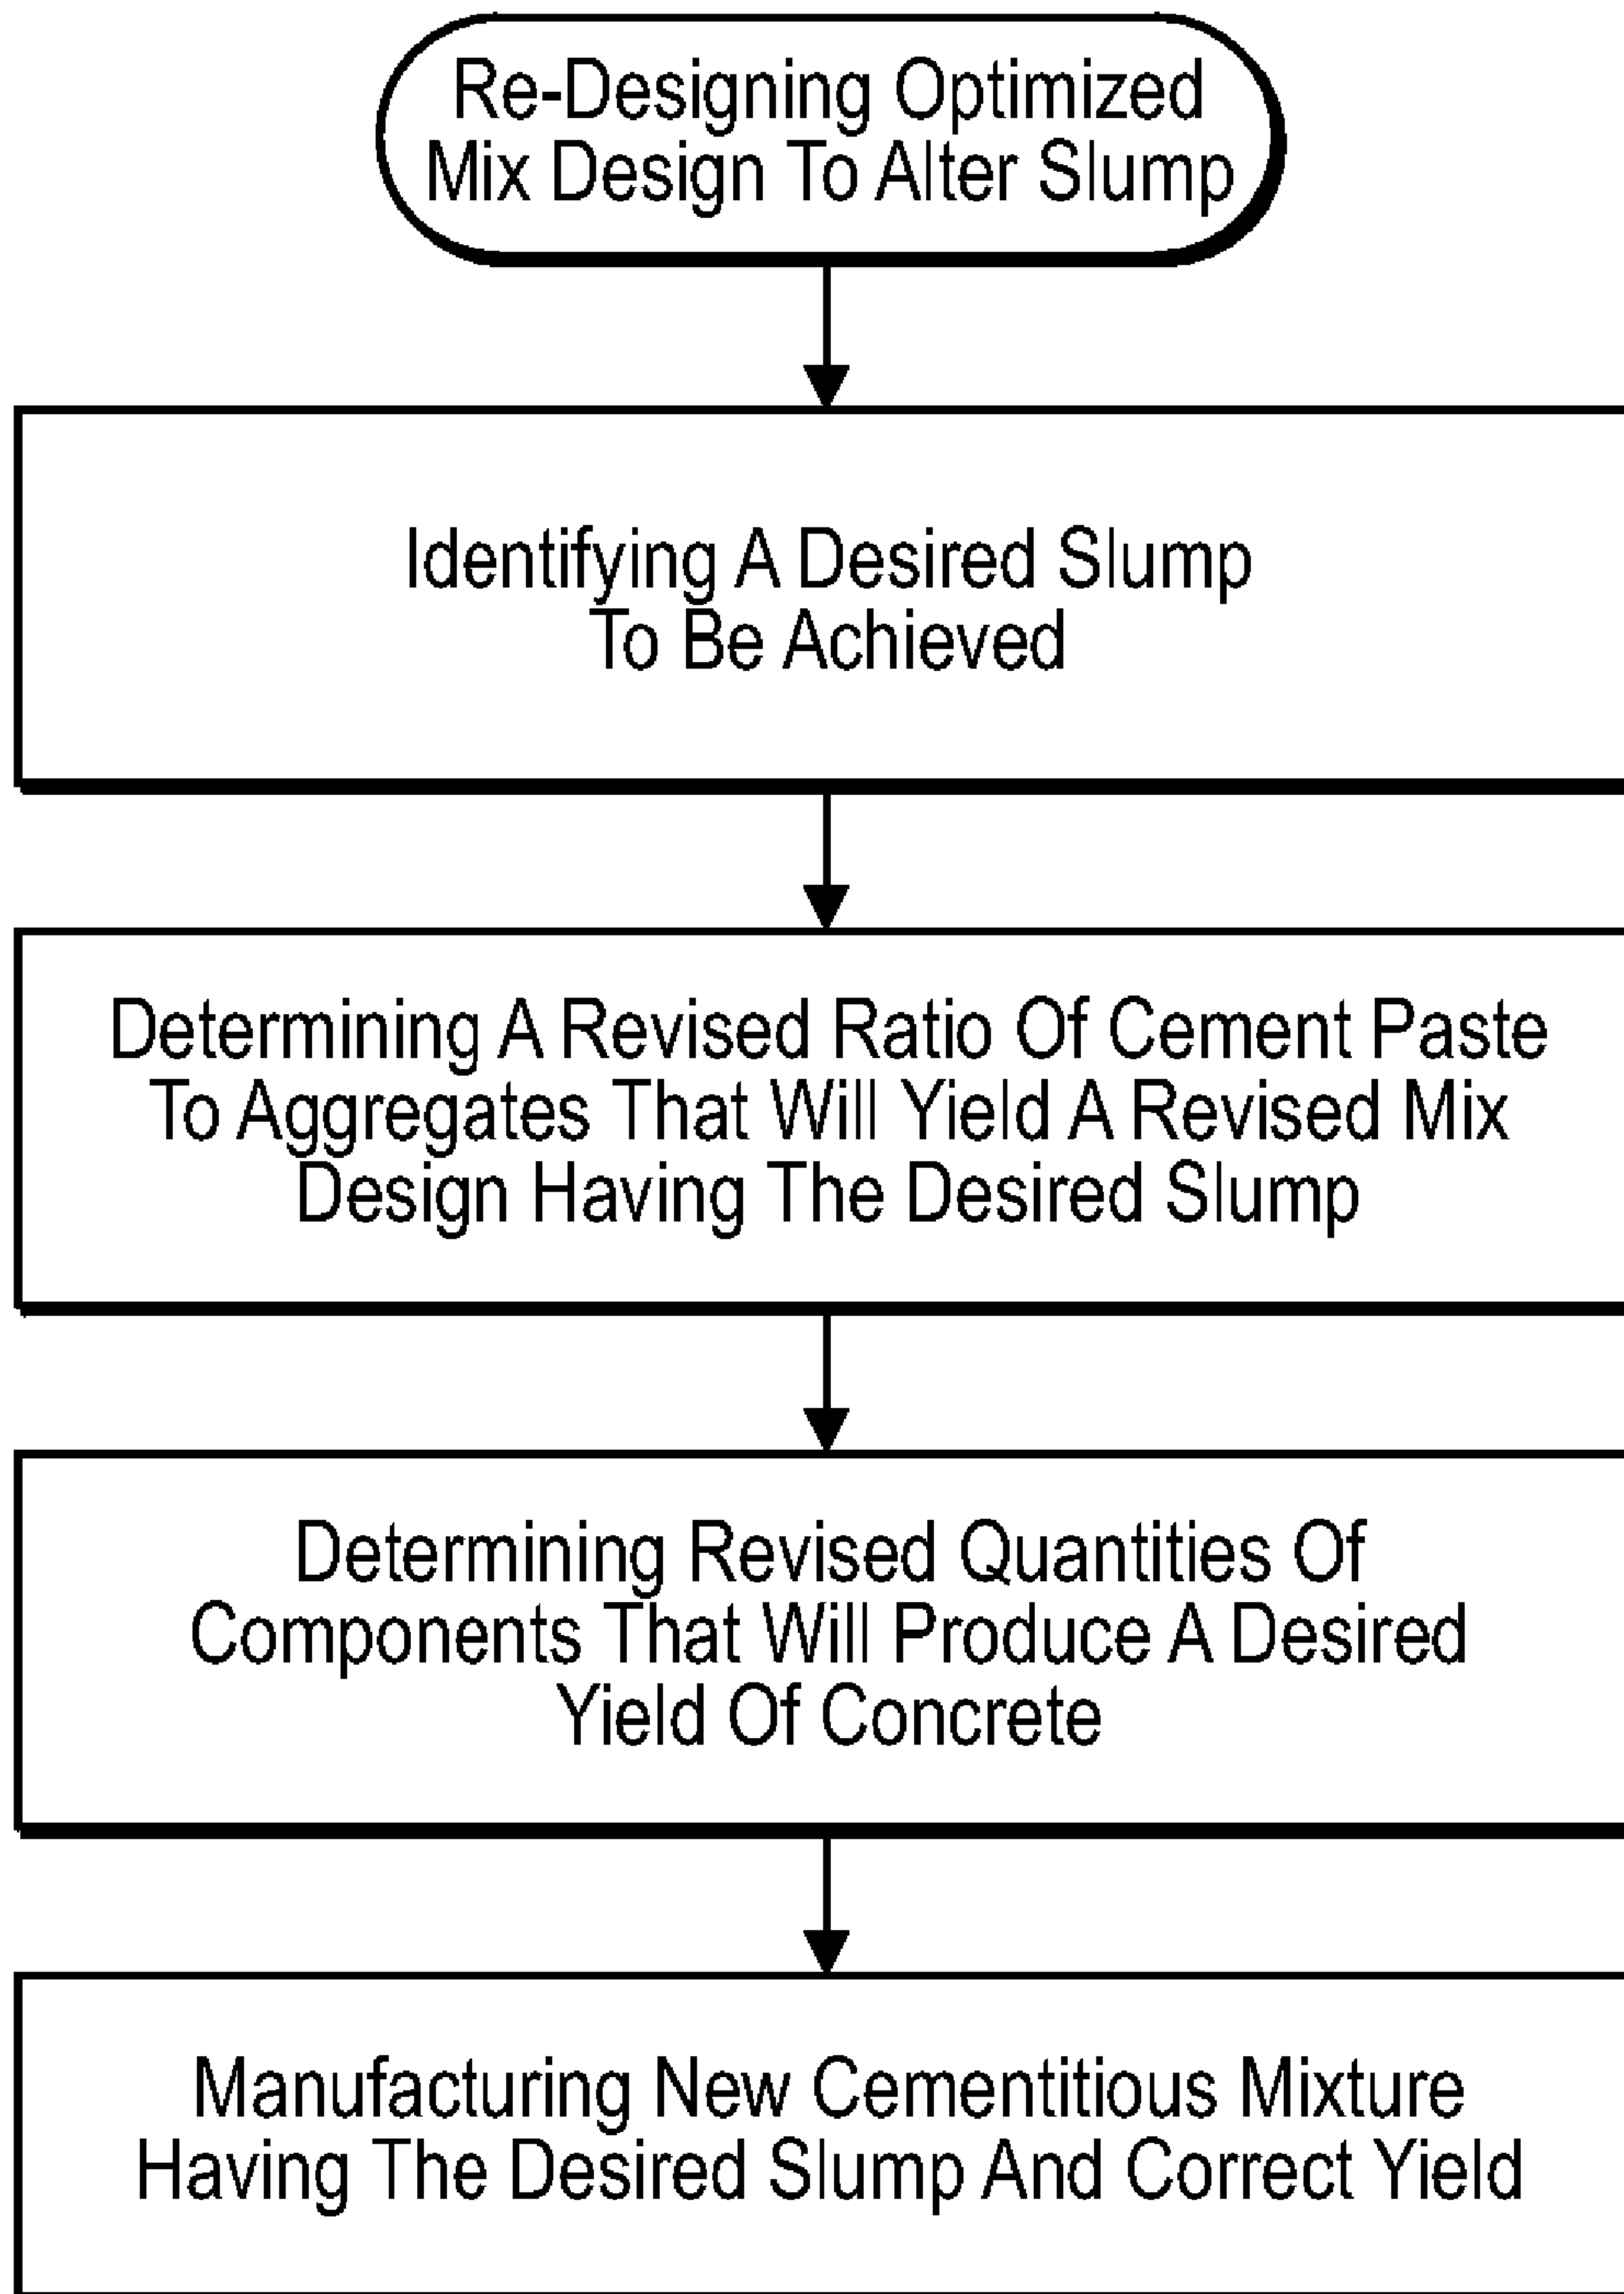 Re-Designing Optimized
Mix Design To Alter Slump
Identifying A Desired Slump
To Be Achieved
Determining A Revised Ratio Of Cement Paste
To Aggregates That Will Yield A Revised Mix
Design Having The Desired Slump
Determining Revised Quantities Of
Components That Will Produce A Desired
Yield Of Concrete
Manufacturing New Cementitious Mixture
Having The Desired Slump And Correct Yield